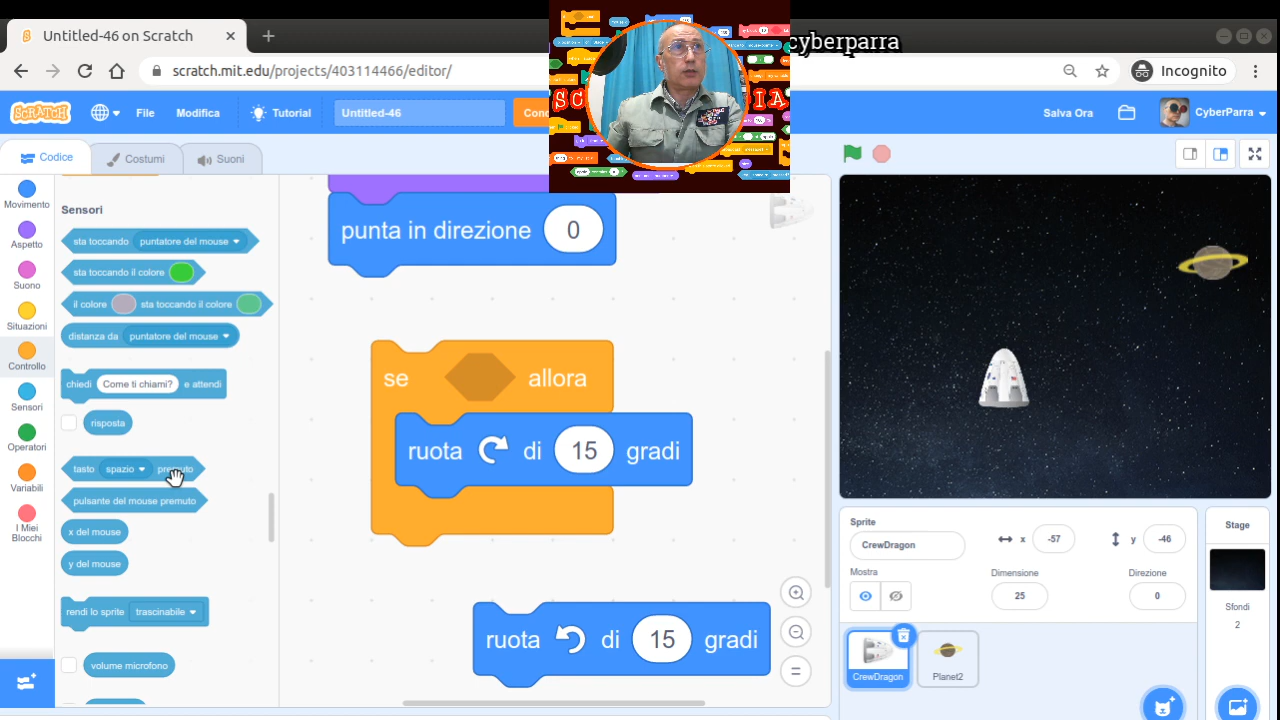 Untitled-46 on Scratch
cyberparra
scratch.mit.edu/projects/403114466/editor/
Incognito
SCRATCH
File
Modifica
Tutorial
Untitled-46
Salva Ora
CyberPara
Codice
Costumi
Suoni
Movimento
Aspetto
Suono
Situazioni
Controllo
Sensori
Operatori
Variabili
I Miei
Blocchi
Sensori
sta toccando puntatore del mouse
sta toccando il colore
il colore sta toccando il colore
distanza da puntatore del mouse
chiedi Come ti chiami? e attendi
risposta
tasto spazio premuto
pulsante del mouse premuto
x del mouse
y del mouse
rendi lo sprite trascinabile
volume microfono
punta in direzione 0
se allora
ruota di 15 gradi
ruota di 15 gradi
Sprite
CrewDragon
x -57
y -46
Mostra
Dimensione
25
Direzione
0
CrewDragon
Planet2
Stage
Sfondi
2